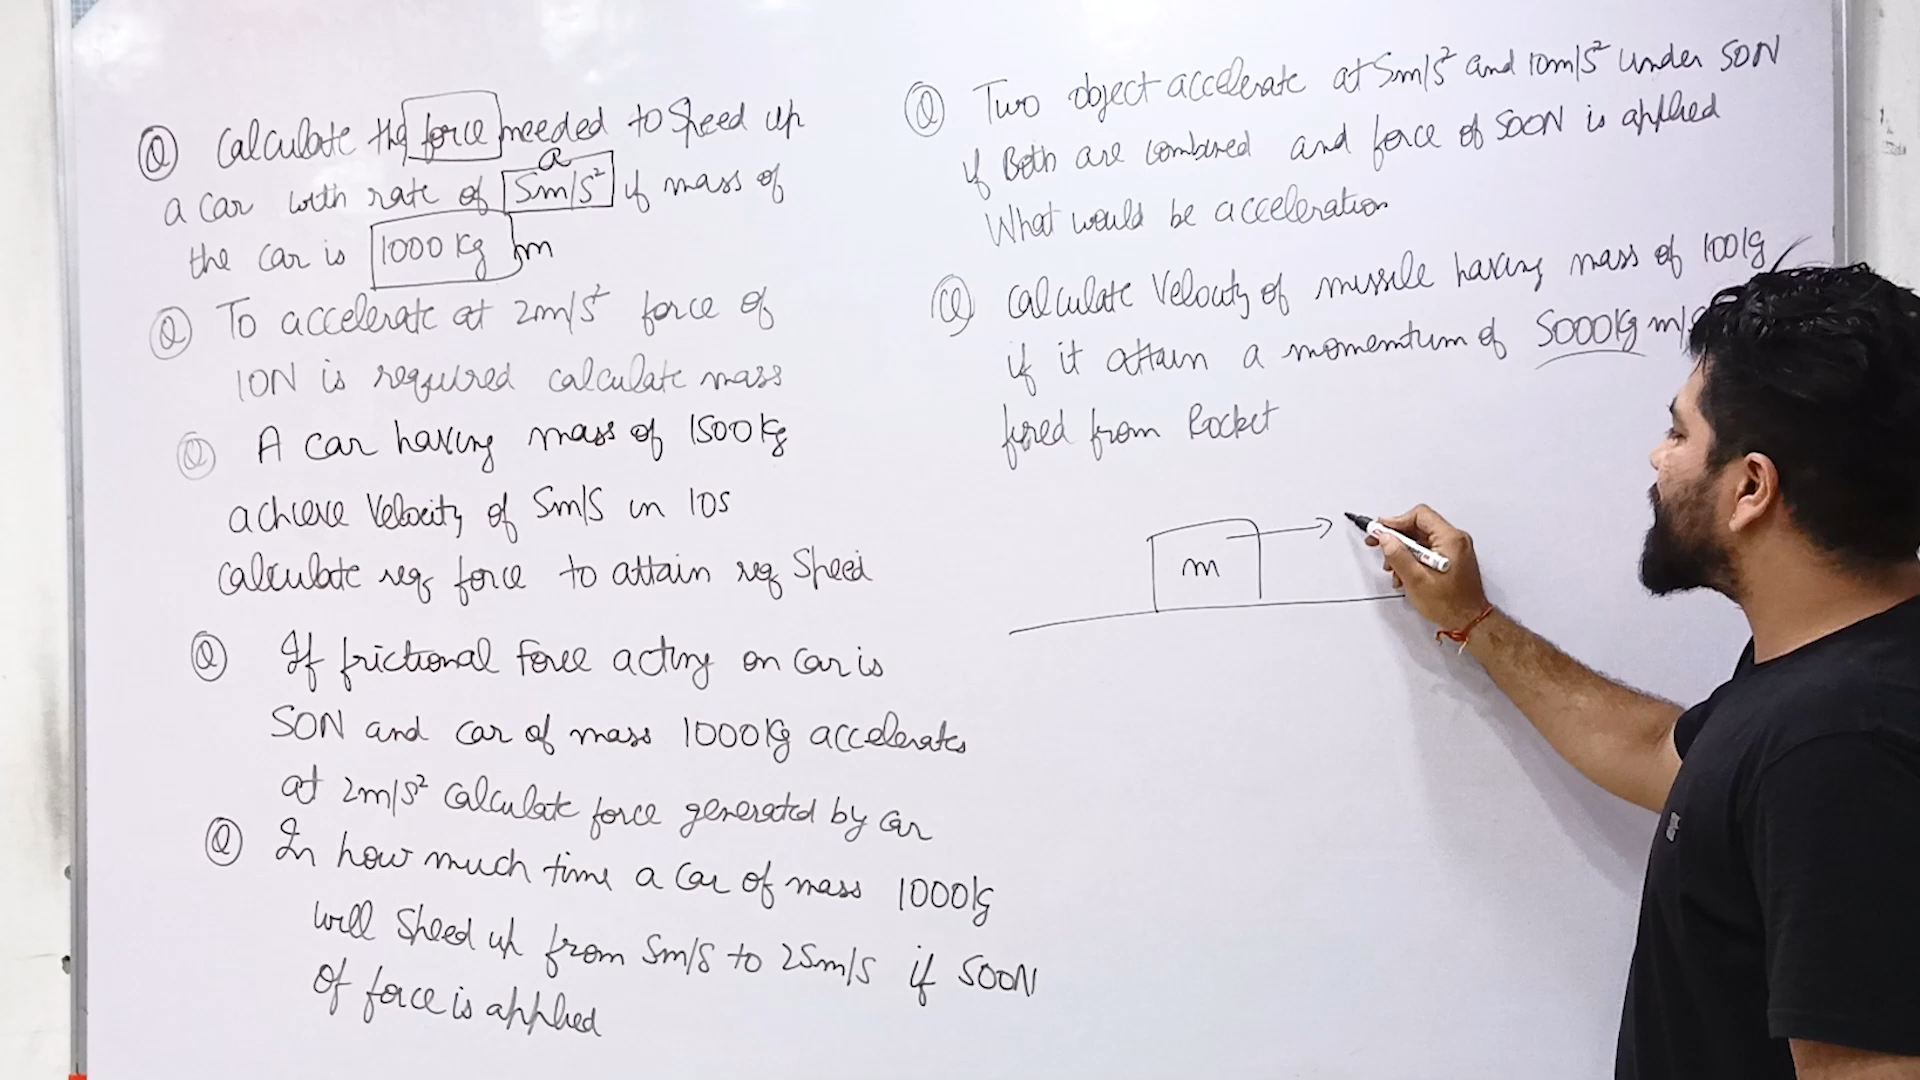 Q Calculate the force needed to speed up
a
a car with rate of 5m/s² if mass of
the car is 1000 kg m
Q To accelerate at 2m/s² force of
10N is required calculate mass
Q A car having mass of 1500 kg
achieve velocity of 5m/s in 10s
calculate req force to attain req speed
Q If frictional force acting on car is
50N and car of mass 1000kg accelerates
at 2m/s² calculate force generated by car
Q In how much time a car of mass 1000kg
will speed up from 5m/s to 25m/s if 500N
of force is applied
Q Two object accelerate at 5m/s² and 10m/s² under 50N
if Both are combined and force of 500N is applied
What would be acceleration
Q Calculate Velocity of missile having mass of 100kg
if it attain a momentum of 5000kg m/s
fired from Rocket
m